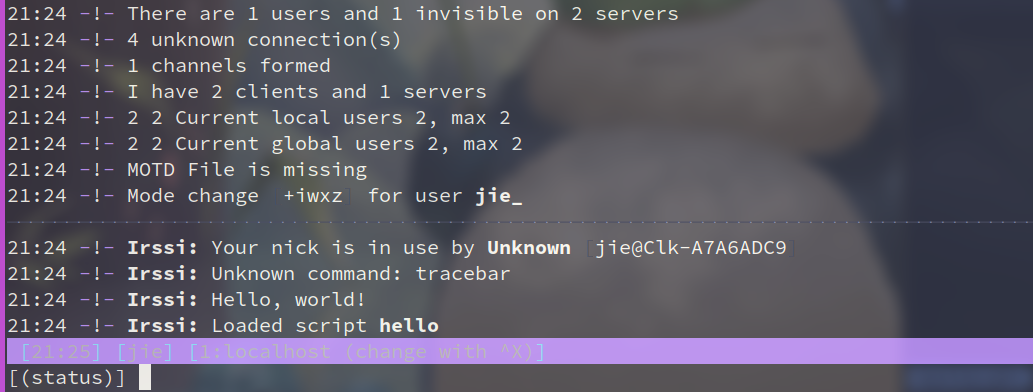 21:24 -!- There are 1 users and 1 invisible on 2 servers
21:24 -!- 4 unknown connection(s)
21:24 -!- 1 channels formed
21:24 -!- I have 2 clients and 1 servers
21:24 -!- 2 2 Current local users 2, max 2
21:24 -!- 2 2 Current global users 2, max 2
21:24 -!- MOTD File is missing
21:24 -!- Mode change [+iwxz] for user jie_
21:24 -!- Irssi: Your nick is in use by Unknown [jie@Clk-A7A6ADC9]
21:24 -!- Irssi: Unknown command: tracebar
21:24 -!- Irssi: Hello, world!
21:24 -!- Irssi: Loaded script hello
[21:25] [jie] [1:localhost (change with ^X)]
[(status)]